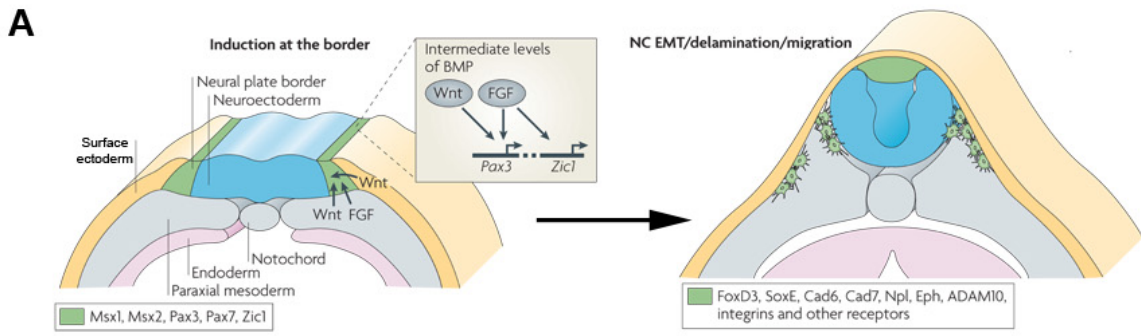 A
Induction at the border
Neural plate border
Neuroectoderm
Surface
ectoderm
Wnt
Wnt FGF
Notochord
Endoderm
Paraxial mesoderm
Msx1, Msx2, Pax3, Pax7, Zic1
Intermediate levels
of BMP
Wnt FGF
Pax3 Zic1
NC EMT/delamination/migration
FoxD3, SoxE, Cad6, Cad7, Npl, Eph, ADAM10,
integrins and other receptors